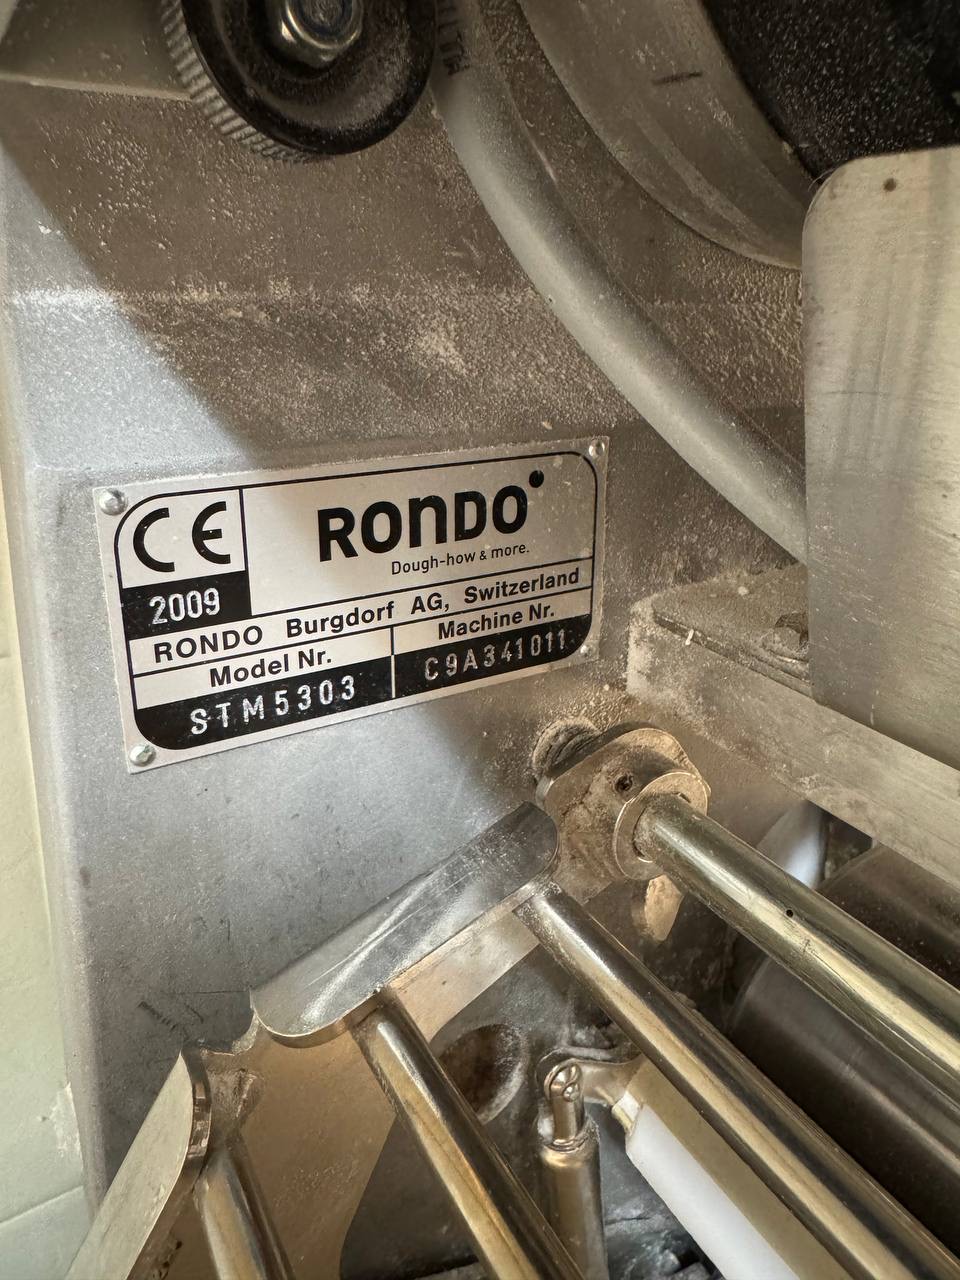 CE
RONDO
Dough-how & more.
2009
RONDO Burgdorf AG, Switzerland
Model Nr. Machine Nr.
STM5303 C9A341011